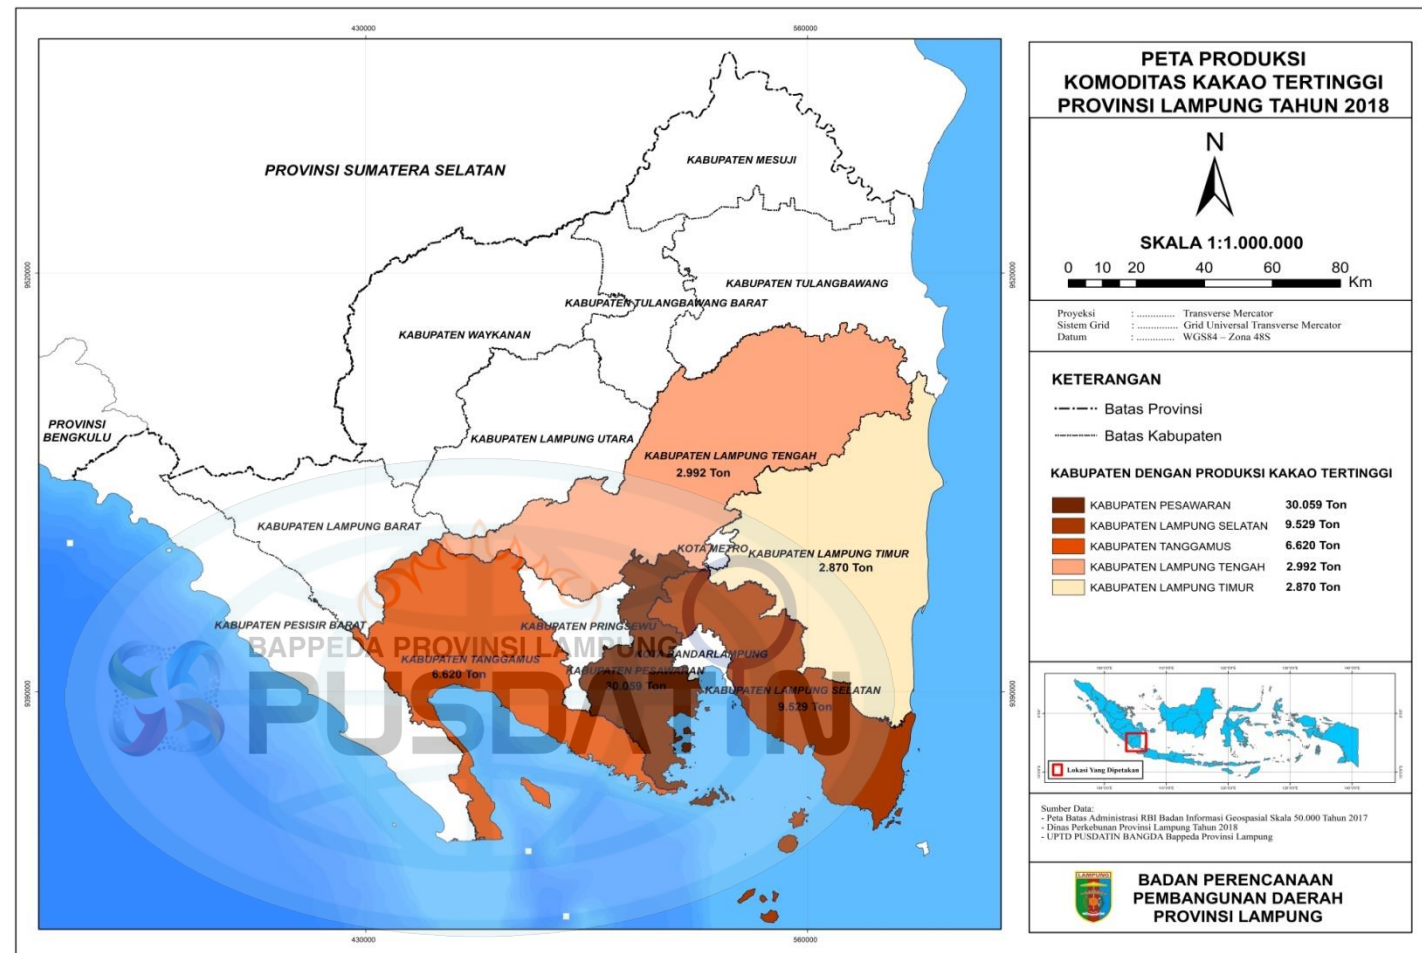 430000
560000
9520000
9520000
9390000
9390000
430000
560000
PROVINSI SUMATERA SELATAN
KABUPATEN MESUJI
KABUPATEN TULANGBAWANG
KABUPATEN TULANGBAWANG BARAT
KABUPATEN WAYKANAN
PROVINSI
BENGKULU
KABUPATEN LAMPUNG UTARA
KABUPATEN LAMPUNG TENGAH
2.992 Ton
KABUPATEN LAMPUNG BARAT
KOTA METRO
KABUPATEN LAMPUNG TIMUR
2.870 Ton
KABUPATEN PESISIR BARAT
KABUPATEN PRINGSEWU
BAPPEDA PROVINSI LAMPUNG
KOTA BANDARLAMPUNG
KABUPATEN TANGGAMUS
6.620 Ton
KABUPATEN PESAWARAN
30.059 Ton
KABUPATEN LAMPUNG SELATAN
9.529 Ton
PUSDATIN
PETA PRODUKSI
KOMODITAS KAKAO TERTINGGI
PROVINSI LAMPUNG TAHUN 2018
N
SKALA 1:1.000.000
0 10 20 40 60 80 Km
Proyeksi : .............. Transverse Mercator
Sistem Grid : ............... Grid Universal Transverse Mercator
Datum : .............. WGS84 – Zona 48S
KETERANGAN
Batas Provinsi
Batas Kabupaten
KABUPATEN DENGAN PRODUKSI KAKAO TERTINGGI
KABUPATEN PESAWARAN 30.059 Ton
KABUPATEN LAMPUNG SELATAN 9.529 Ton
KABUPATEN TANGGAMUS 6.620 Ton
KABUPATEN LAMPUNG TENGAH 2.992 Ton
KABUPATEN LAMPUNG TIMUR 2.870 Ton
Lokasi Yang Dipetakan
Sumber Data:
- Peta Batas Administrasi RBI Badan Informasi Geospasial Skala 50.000 Tahun 2017
- Dinas Perkebunan Provinsi Lampung Tahun 2018
- UPTD PUSDATIN BANGDA Bappeda Provinsi Lampung
LAMPUNG
BADAN PERENCANAAN
PEMBANGUNAN DAERAH
PROVINSI LAMPUNG